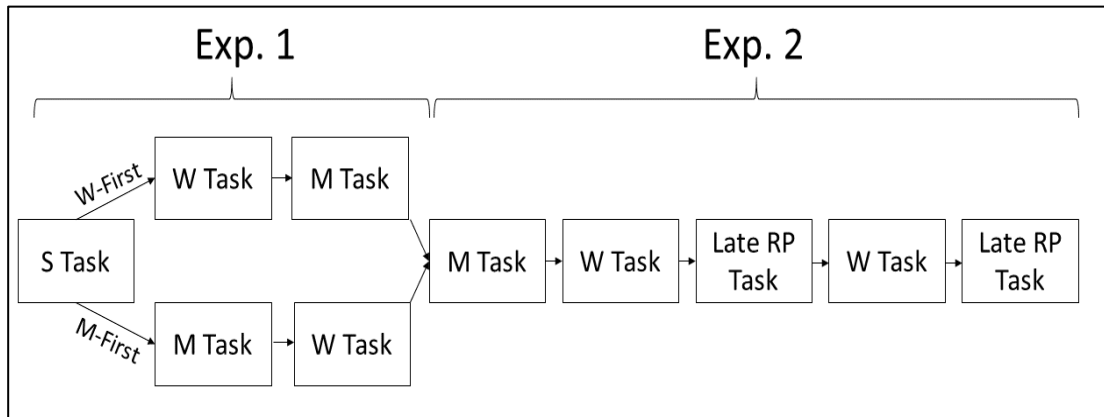 Exp. 1
Exp. 2
W-First
W Task
M Task
S Task
M Task
W Task
Late RP
Task
W Task
Late RP
Task
M-First
M Task
W Task